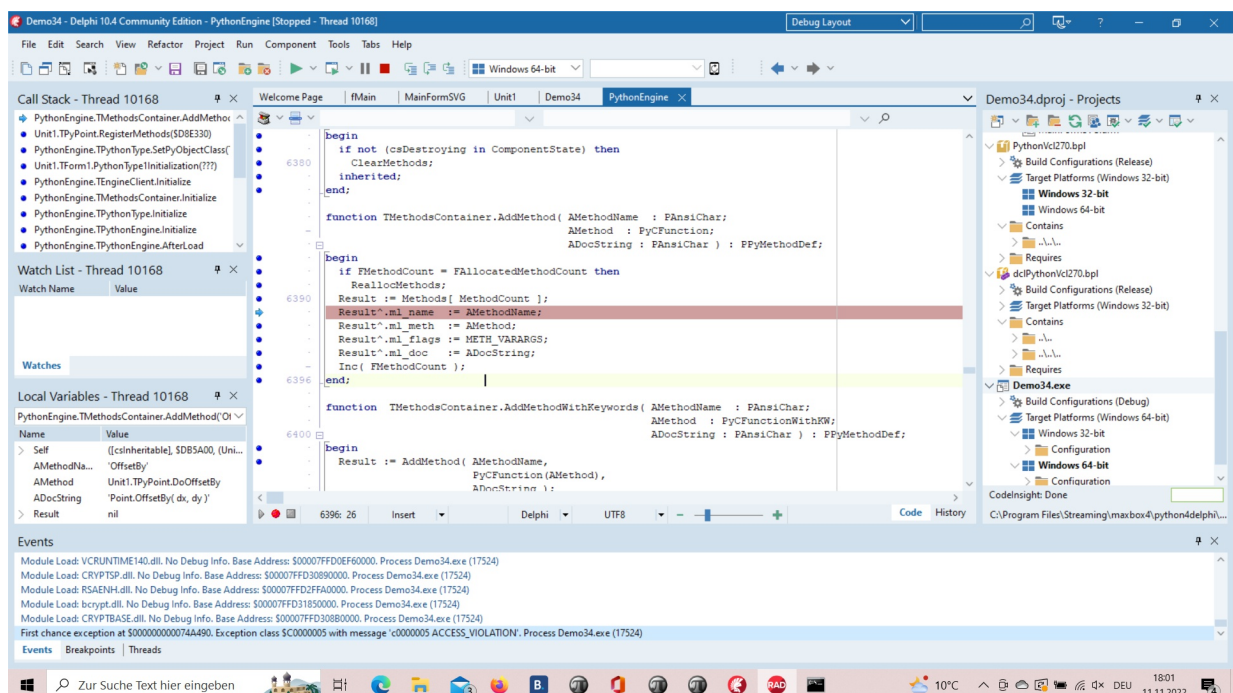 Demo34 - Delphi 10.4 Community Edition - PythonEngine [Stopped - Thread 10168]
Debug Layout
File Edit Search View Refactor Project Run Component Tools Tabs Help
Windows 64-bit
Call Stack - Thread 10168
PythonEngine.TMethodsContainer.AddMethod
Unit1.TPyPoint.RegisterMethods($D8E330)
PythonEngine.TPythonType.SetPyObjectClass(
Unit1.TForm1.PythonType1Initialization(???)
PythonEngine.TEngineClient.Initialize
PythonEngine.TMethodsContainer.Initialize
PythonEngine.TPythonType.Initialize
PythonEngine.TPythonEngine.Initialize
PythonEngine.TPythonEngine.AfterLoad
Watch List - Thread 10168
Watch Name Value
Watches
Local Variables - Thread 10168
PythonEngine.TMethodsContainer.AddMethod('Of
Name Value
Self ([csInheritable], $DB5A00, (Uni...
AMethodNa... 'OffsetBy'
AMethod Unit1.TPyPoint.DoOffsetBy
ADocString 'Point.OffsetBy( dx, dy )'
Result nil
Welcome Page fMain MainFormSVG Unit1 Demo34 PythonEngine
begin
if not (csDestroying in ComponentState) then
6380 ClearMethods;
inherited;
end;
function TMethodsContainer.AddMethod( AMethodName : PAnsiChar;
AMethod : PyCFunction;
ADocString : PAnsiChar ) : PPyMethodDef;
begin
if FMethodCount = FAllocatedMethodCount then
ReallocMethods;
6390 Result := Methods[ MethodCount ];
Result^.ml_name := AMethodName;
Result^.ml_meth := AMethod;
Result^.ml_flags := METH_VARARGS;
Result^.ml_doc := ADocString;
Inc( FMethodCount );
6396 end;
function TMethodsContainer.AddMethodWithKeywords( AMethodName : PAnsiChar;
AMethod : PyCFunctionWithKW;
6400 ADocString : PAnsiChar ) : PPyMethodDef;
begin
Result := AddMethod( AMethodName,
PyCFunction(AMethod),
ADocString );
6396: 26 Insert Delphi UTF8 Code History
Demo34.dproj - Projects
PythonVcl270.bpl
Build Configurations (Release)
Target Platforms (Windows 32-bit)
Windows 32-bit
Windows 64-bit
Contains
..\..\..
Requires
dclPythonVcl270.bpl
Build Configurations (Release)
Target Platforms (Windows 32-bit)
Contains
..\..
..\..\..
Requires
Demo34.exe
Build Configurations (Debug)
Target Platforms (Windows 64-bit)
Windows 32-bit
Configuration
Windows 64-bit
Configuration
CodeInsight: Done
C:\Program Files\Streaming\maxbox4\python4delphi\...
Events
Module Load: VCRUNTIME140.dll. No Debug Info. Base Address: $00007FFD0EF60000. Process Demo34.exe (17524)
Module Load: CRYPTSP.dll. No Debug Info. Base Address: $00007FFD30890000. Process Demo34.exe (17524)
Module Load: RSAENH.dll. No Debug Info. Base Address: $00007FFD2FFA0000. Process Demo34.exe (17524)
Module Load: bcrypt.dll. No Debug Info. Base Address: $00007FFD31850000. Process Demo34.exe (17524)
Module Load: CRYPTBASE.dll. No Debug Info. Base Address: $00007FFD308B0000. Process Demo34.exe (17524)
First chance exception at $000000000074A490. Exception class $C0000005 with message 'c0000005 ACCESS_VIOLATION'. Process Demo34.exe (17524)
Events Breakpoints Threads
Zur Suche Text hier eingeben
B.
RAD
10°C
DEU
18:01
11.11.2022
4